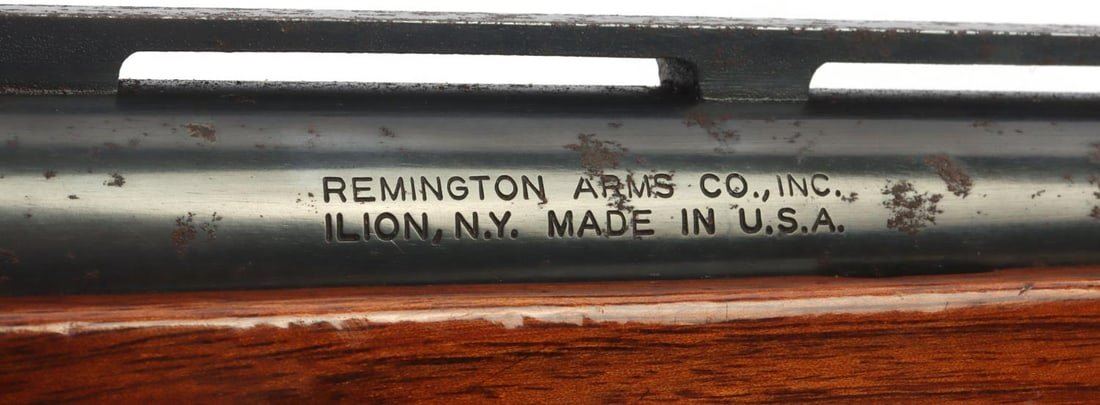 REMINGTON ARMS CO., INC.
ILION, N.Y. MADE IN U.S.A.